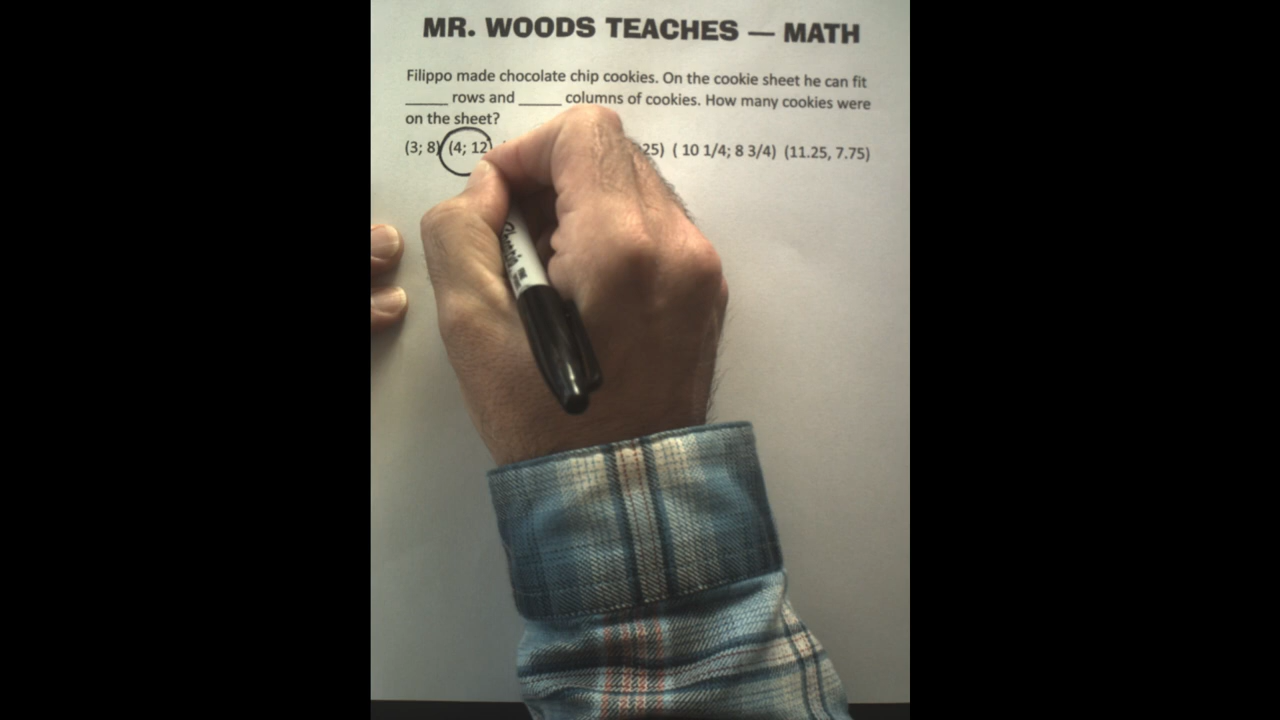 MR. WOODS TEACHES — MATH
Filippo made chocolate chip cookies. On the cookie sheet he can fit
_____ rows and _____ columns of cookies. How many cookies were
on the sheet?
(3; 8) (4; 12) 25) ( 10 1/4; 8 3/4) (11.25, 7.75)
Sharpie